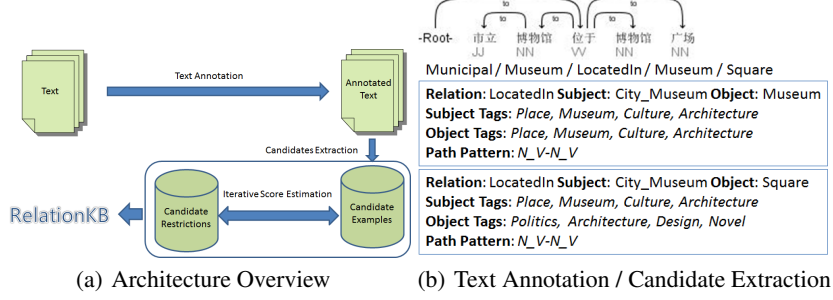 Text
Text Annotation
Annotated
Text
Candidates Extraction
Candidate
Restrictions
Iterative Score Estimation
Candidate
Examples
RelationKB
(a) Architecture Overview
to to to to
-Root- 市立 博物馆 位于 博物馆 广场
JJ NN VV NN NN
Municipal / Museum / LocatedIn / Museum / Square
Relation: LocatedIn Subject: City_Museum Object: Museum
Subject Tags: Place, Museum, Culture, Architecture
Object Tags: Place, Museum, Culture, Architecture
Path Pattern: N_V-N_V
Relation: LocatedIn Subject: City_Museum Object: Square
Subject Tags: Place, Museum, Culture, Architecture
Object Tags: Politics, Architecture, Design, Novel
Path Pattern: N_V-N_V
(b) Text Annotation / Candidate Extraction